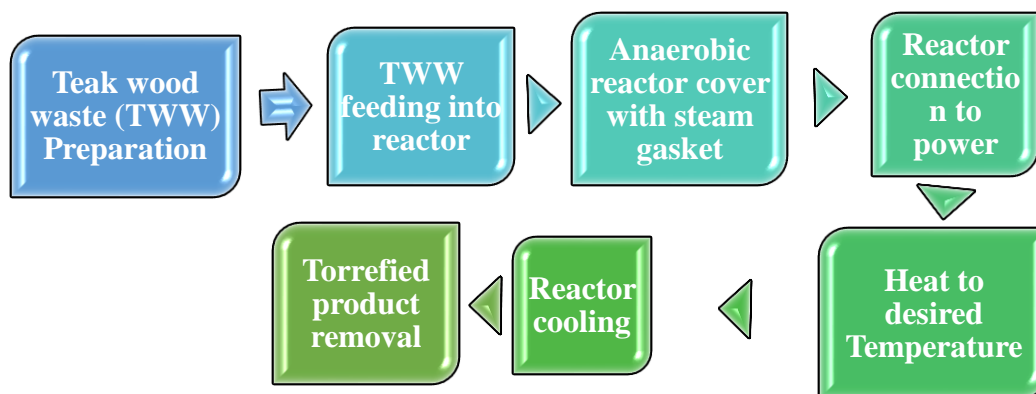 Teak wood
waste (TWW)
Preparation
TWW
feeding into
reactor
Anaerobic
reactor cover
with steam
gasket
Reactor
connectio
n to
power
Heat to
desired
Temperature
Reactor
cooling
Torrefied
product
removal